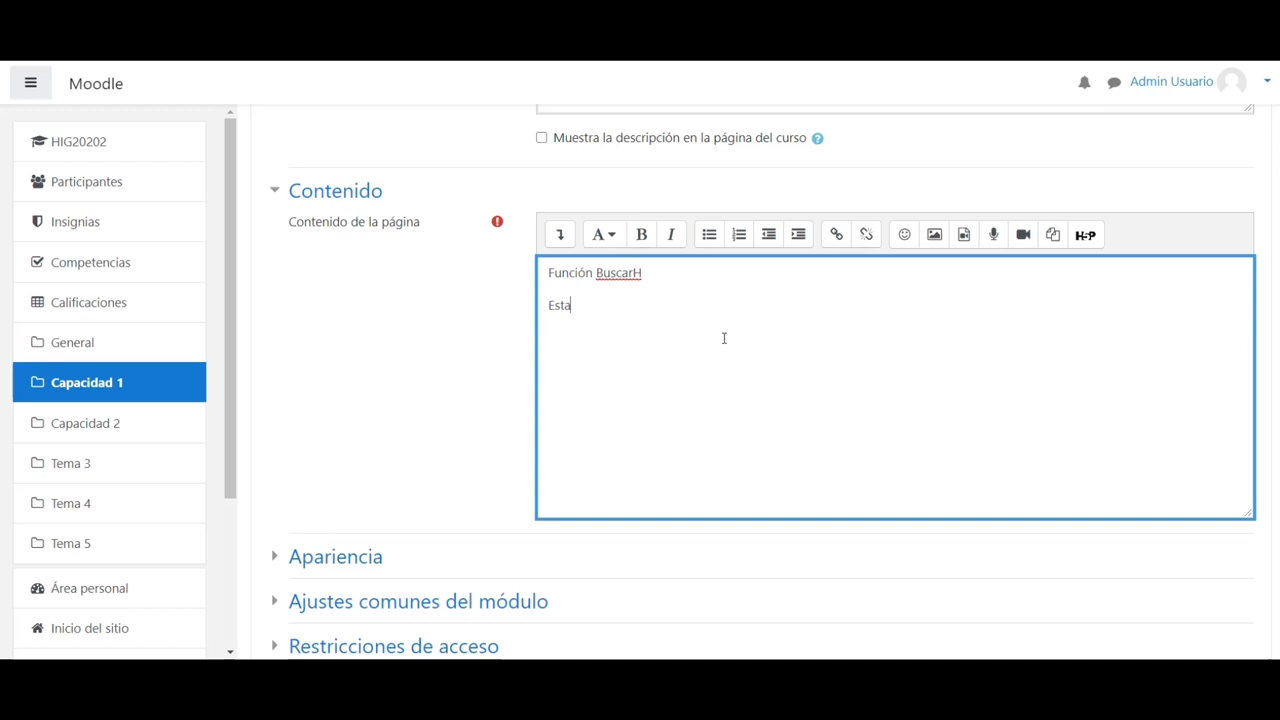 Moodle
Admin Usuario
HIG20202
Participantes
Insignias
Competencias
Calificaciones
General
Capacidad 1
Capacidad 2
Tema 3
Tema 4
Tema 5
Área personal
Inicio del sitio
Muestra la descripción en la página del curso
Contenido
Contenido de la página
A B I
H5P
Función BuscarH
Esta
Apariencia
Ajustes comunes del módulo
Restricciones de acceso